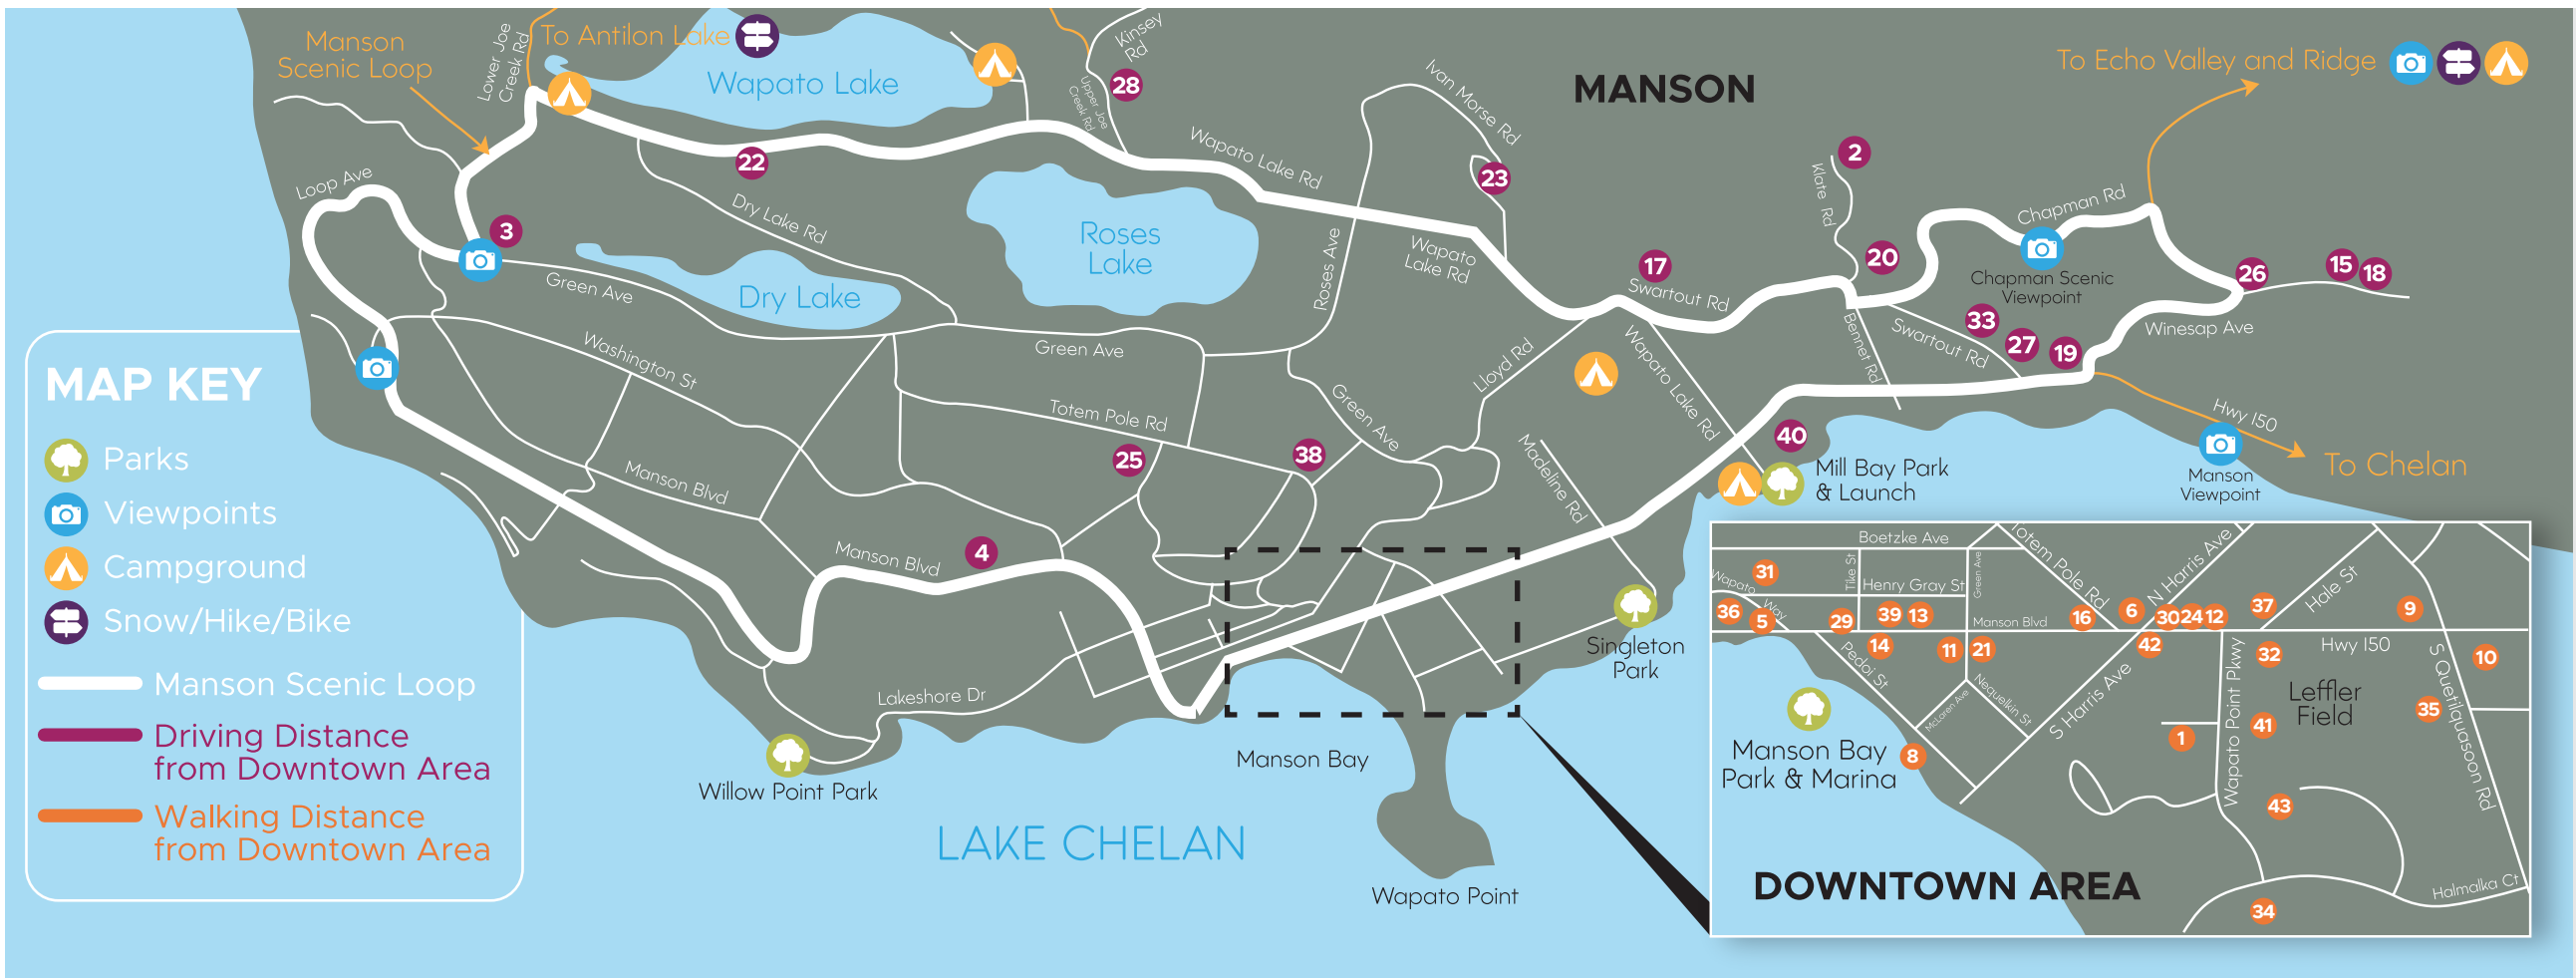 Manson
Scenic Loop
Lower Joe
Creek Rd
To Antilon Lake
Wapato Lake
Kinsey
Rd
Upper Joe
Creek Rd
28
Ivan Morse Rd
MANSON
To Echo Valley and Ridge
22
Wapato Lake Rd
23
2
Klate Rd
Chapman Rd
Loop Ave
3
Dry Lake Rd
Roses
Lake
Roses Ave
Wapato
Lake Rd
17
Swartout Rd
20
Chapman Scenic
Viewpoint
26
15
18
Green Ave
Dry Lake
Winesap Ave
33
27
19
Swartout Rd
Bennet Rd
Washington St
Green Ave
Lloyd Rd
Wapato Lake Rd
Green Ave
Totem Pole Rd
25
38
40
Hwy 150
To Chelan
Manson
Viewpoint
Mill Bay Park
& Launch
Madeline Rd
Manson Blvd
Manson Blvd
4
Singleton
Park
Lakeshore Dr
Willow Point Park
Manson Bay
LAKE CHELAN
Wapato Point
MAP KEY
Parks
Viewpoints
Campground
Snow/Hike/Bike
Manson Scenic Loop
Driving Distance
from Downtown Area
Walking Distance
from Downtown Area
Boetzke Ave
Totem Pole Rd
N Harris Ave
Hale St
31
Tike St
Henry Gray St
Green Ave
Wapato
Way
36
5
29
39
13
Manson Blvd
16
6
30
24
12
37
9
14
11
21
42
32
Hwy 150
10
Pedoi St
McLaren Ave
Nequelkin St
S Harris Ave
Wapato Point Pkwy
Leffler
Field
S Quetilquasoon Rd
35
41
1
8
Manson Bay
Park & Marina
43
DOWNTOWN AREA
Halmalka Ct
34